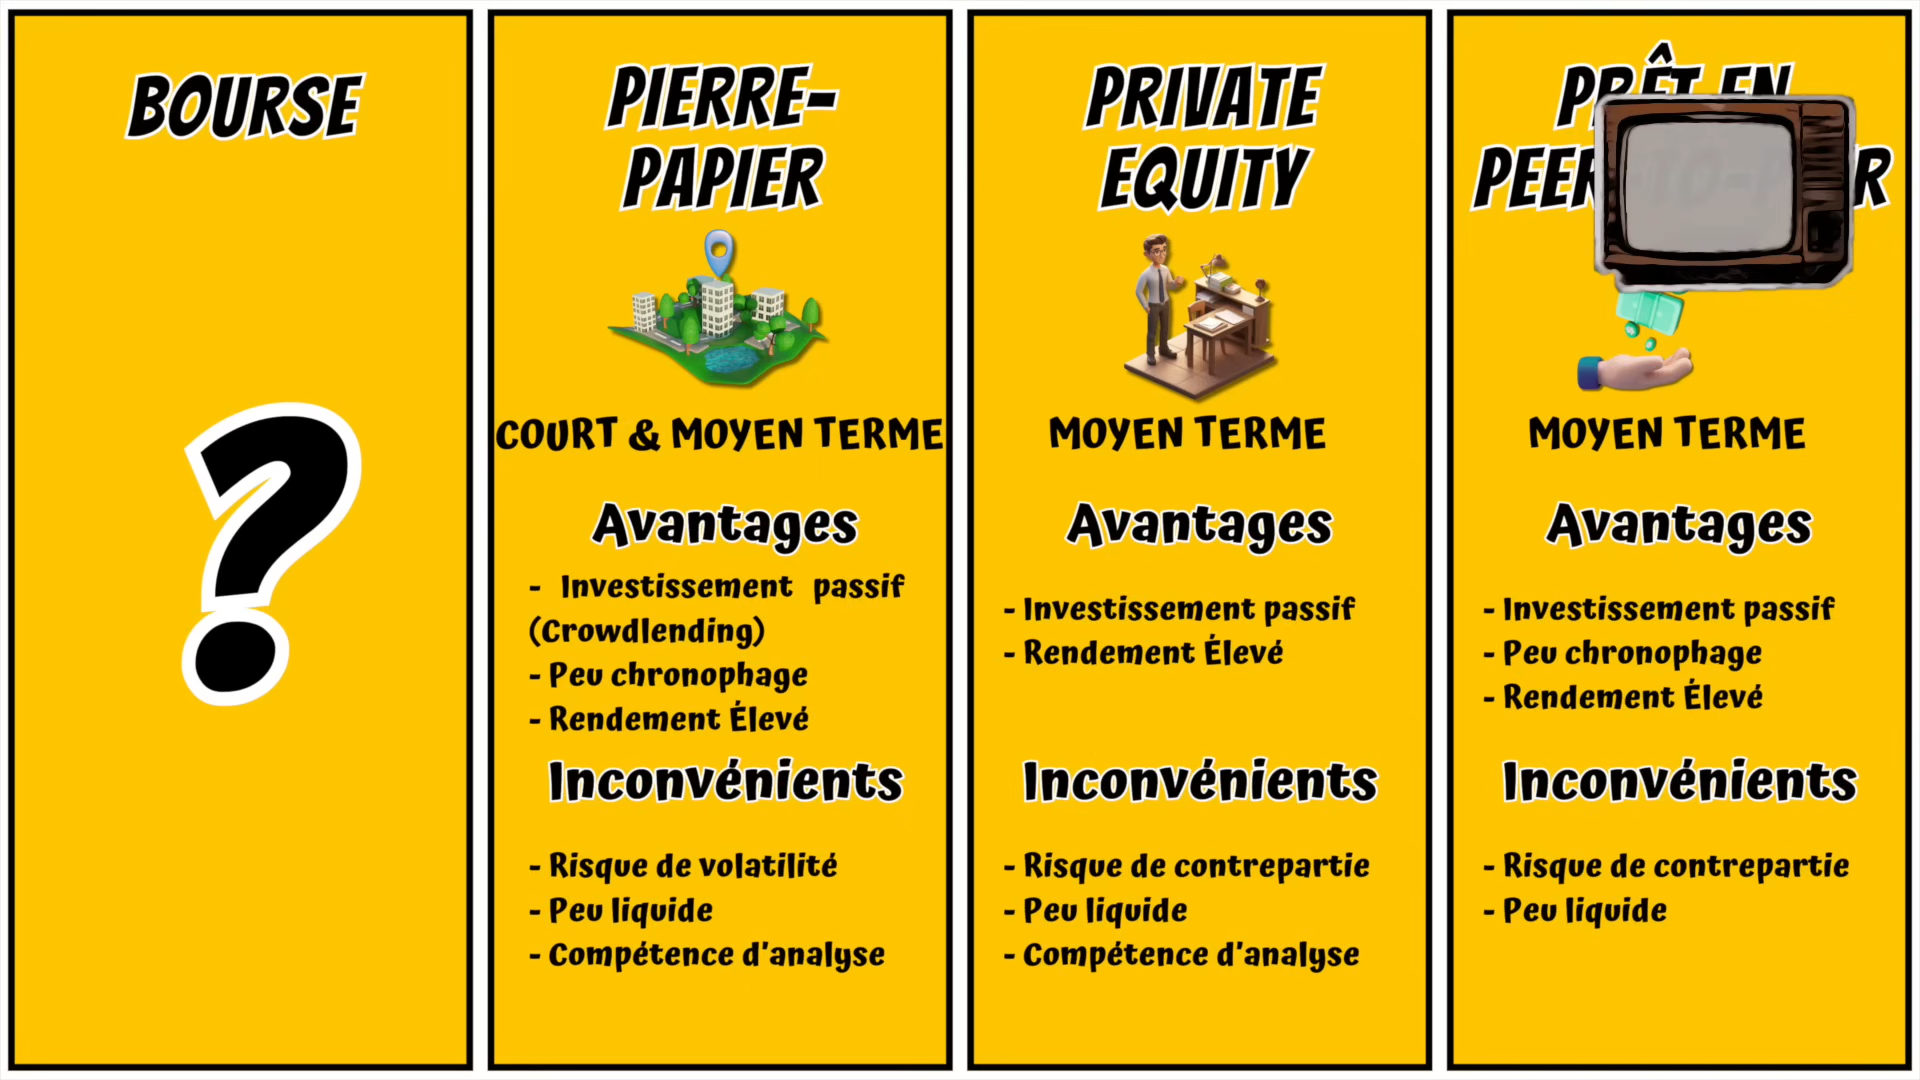 BOURSE
?
PIERRE-
PAPIER
COURT & MOYEN TERME
Avantages
- Investissement passif
(Crowdlending)
- Peu chronophage
- Rendement Élevé
Inconvénients
- Risque de volatilité
- Peu liquide
- Compétence d'analyse
PRIVATE
EQUITY
MOYEN TERME
Avantages
- Investissement passif
- Rendement Élevé
Inconvénients
- Risque de contrepartie
- Peu liquide
- Compétence d'analyse
PRÊT EN
MOYEN TERME
Avantages
- Investissement passif
- Peu chronophage
- Rendement Élevé
Inconvénients
- Risque de contrepartie
- Peu liquide